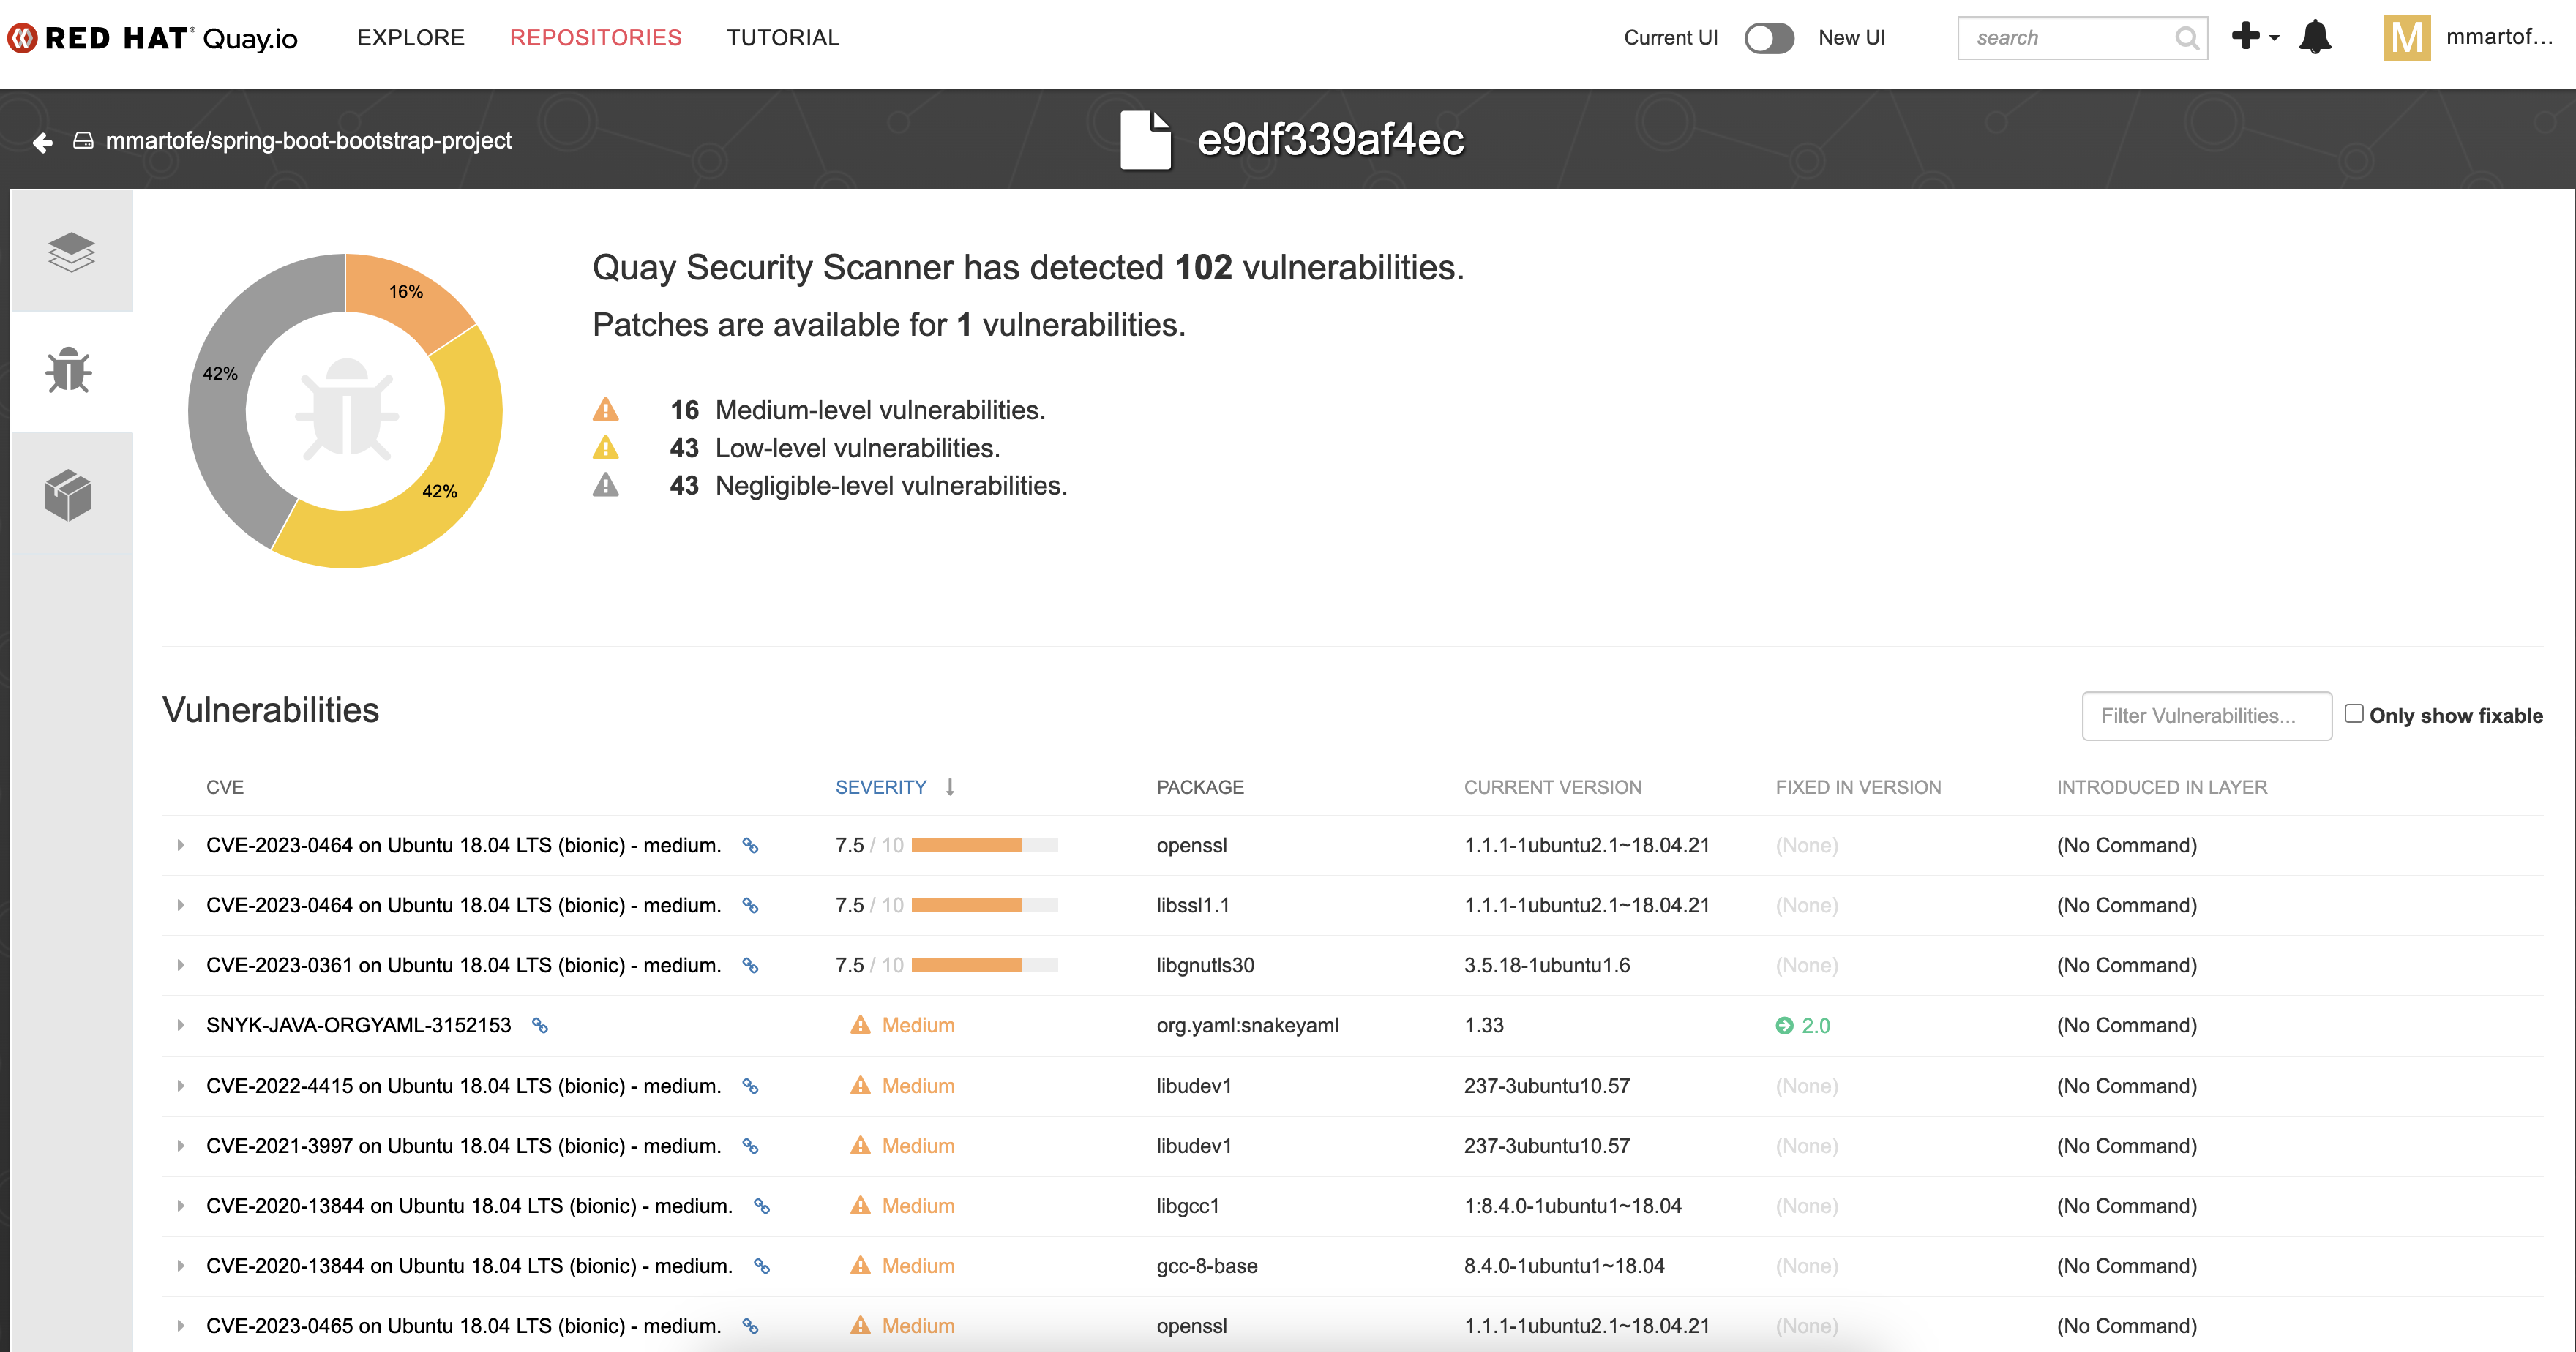 RED HAT® Quay.io EXPLORE REPOSITORIES TUTORIAL Current UI New UI search M mmartof...
mmartofe/spring-boot-bootstrap-project e9df339af4ec
16%
42%
42%
Quay Security Scanner has detected 102 vulnerabilities.
Patches are available for 1 vulnerabilities.
16 Medium-level vulnerabilities.
43 Low-level vulnerabilities.
43 Negligible-level vulnerabilities.
Vulnerabilities Filter Vulnerabilities... Only show fixable
CVE SEVERITY PACKAGE CURRENT VERSION FIXED IN VERSION INTRODUCED IN LAYER
CVE-2023-0464 on Ubuntu 18.04 LTS (bionic) - medium. 7.5 / 10 openssl 1.1.1-1ubuntu2.1~18.04.21 (None) (No Command)
CVE-2023-0464 on Ubuntu 18.04 LTS (bionic) - medium. 7.5 / 10 libssl1.1 1.1.1-1ubuntu2.1~18.04.21 (None) (No Command)
CVE-2023-0361 on Ubuntu 18.04 LTS (bionic) - medium. 7.5 / 10 libgnutls30 3.5.18-1ubuntu1.6 (None) (No Command)
SNYK-JAVA-ORGYAML-3152153 Medium org.yaml:snakeyaml 1.33 2.0 (No Command)
CVE-2022-4415 on Ubuntu 18.04 LTS (bionic) - medium. Medium libudev1 237-3ubuntu10.57 (None) (No Command)
CVE-2021-3997 on Ubuntu 18.04 LTS (bionic) - medium. Medium libudev1 237-3ubuntu10.57 (None) (No Command)
CVE-2020-13844 on Ubuntu 18.04 LTS (bionic) - medium. Medium libgcc1 1:8.4.0-1ubuntu1~18.04 (None) (No Command)
CVE-2020-13844 on Ubuntu 18.04 LTS (bionic) - medium. Medium gcc-8-base 8.4.0-1ubuntu1~18.04 (None) (No Command)
CVE-2023-0465 on Ubuntu 18.04 LTS (bionic) - medium. Medium openssl 1.1.1-1ubuntu2.1~18.04.21 (None) (No Command)